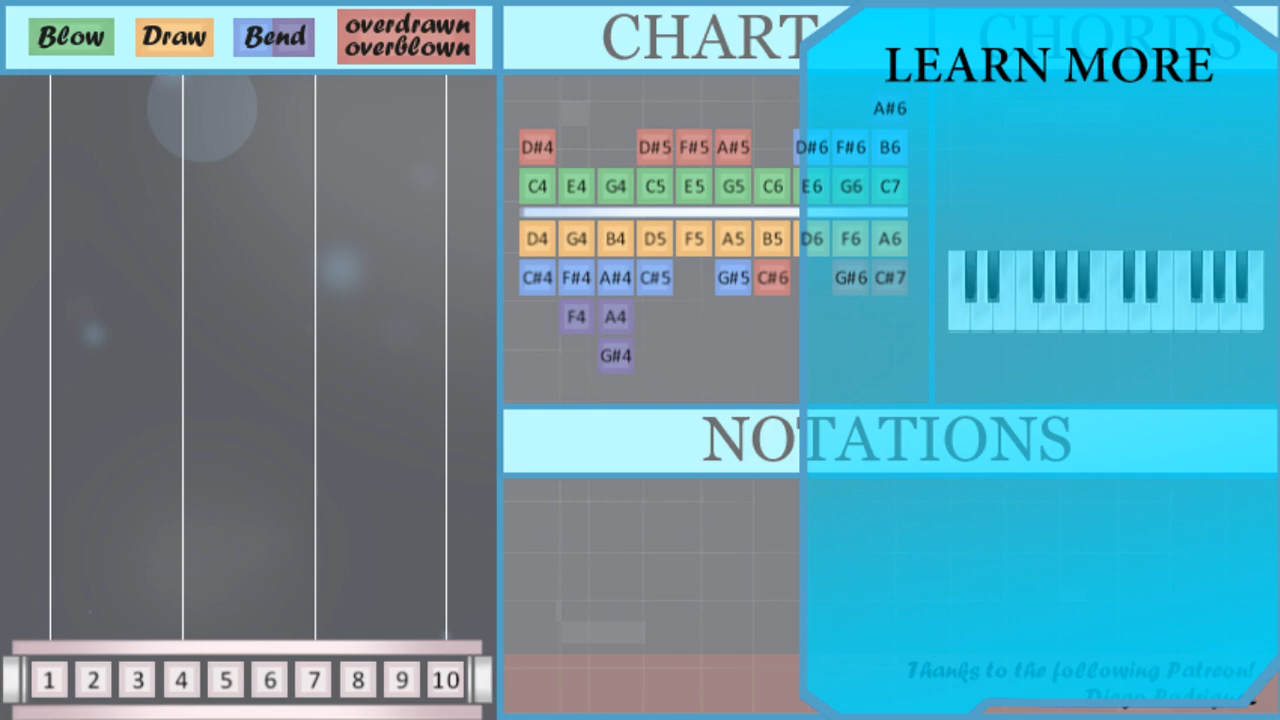 Blow Draw Bend overdrawn
overblown
CHART CHORDS
LEARN MORE
A#6
D#4 D#5 F#5 A#5 D#6 F#6 B6
C4 E4 G4 C5 E5 G5 C6 E6 G6 C7
D4 G4 B4 D5 F5 A5 B5 D6 F6 A6
C#4 F#4 A#4 C#5 G#5 C#6 G#6 C#7
F4 A4
G#4
NOTATIONS
Thanks to the following Patreon!
Diego
1 2 3 4 5 6 7 8 9 10